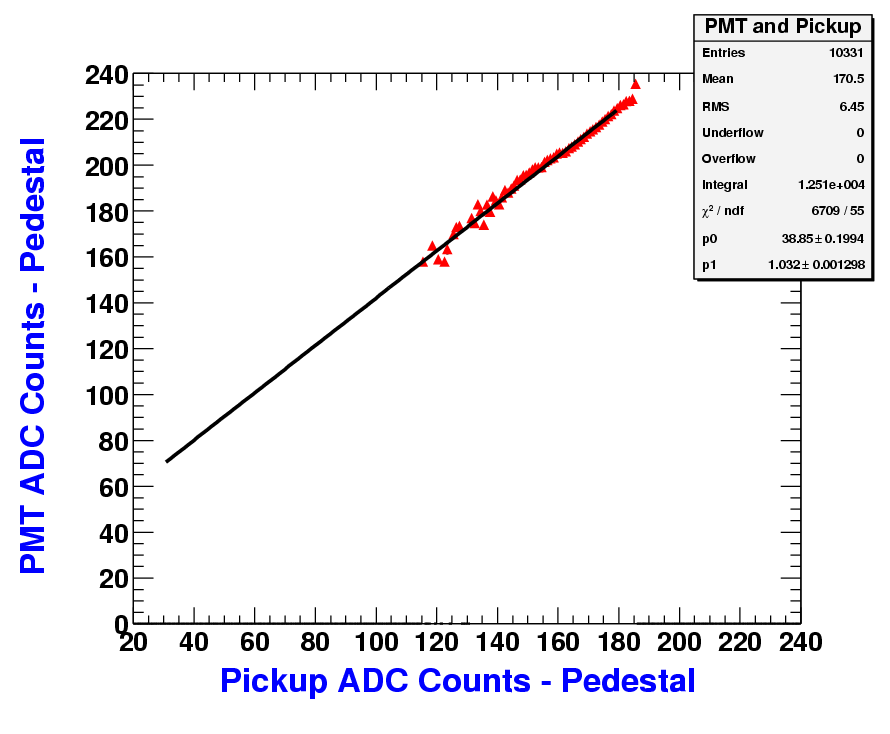 PMT and Pickup
Entries 10331
Mean 170.5
RMS 6.45
Underflow 0
Overflow 0
Integral 1.251e+004
χ² / ndf 6709 / 55
p0 38.85 ± 0.1994
p1 1.032 ± 0.001298
PMT ADC Counts - Pedestal
240
220
200
180
160
140
120
100
80
60
40
20
0
20 40 60 80 100 120 140 160 180 200 220 240
Pickup ADC Counts - Pedestal